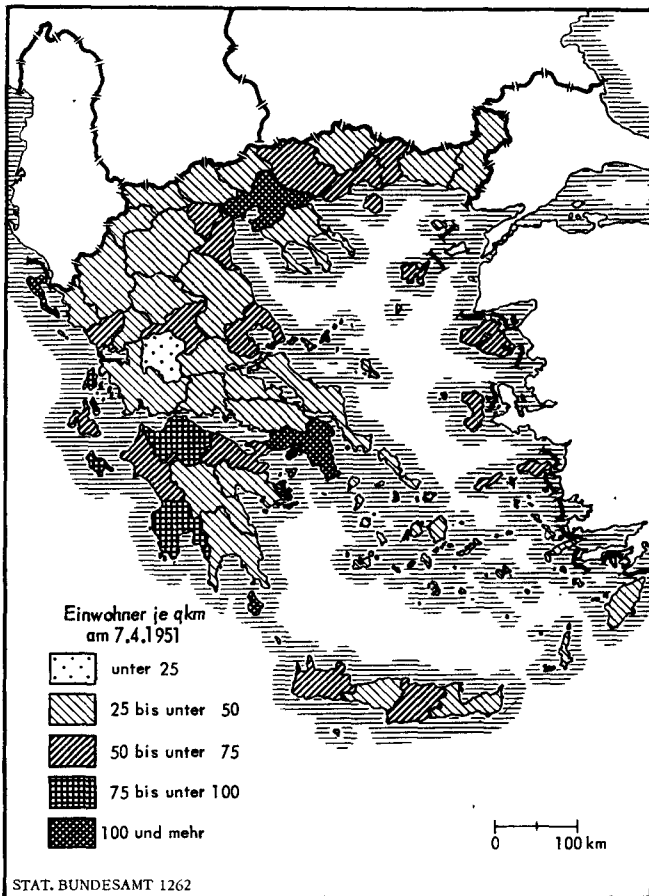 Einwohner je qkm
am 7.4.1951
unter 25
25 bis unter 50
50 bis unter 75
75 bis unter 100
100 und mehr
0 100 km
STAT. BUNDESAMT 1262